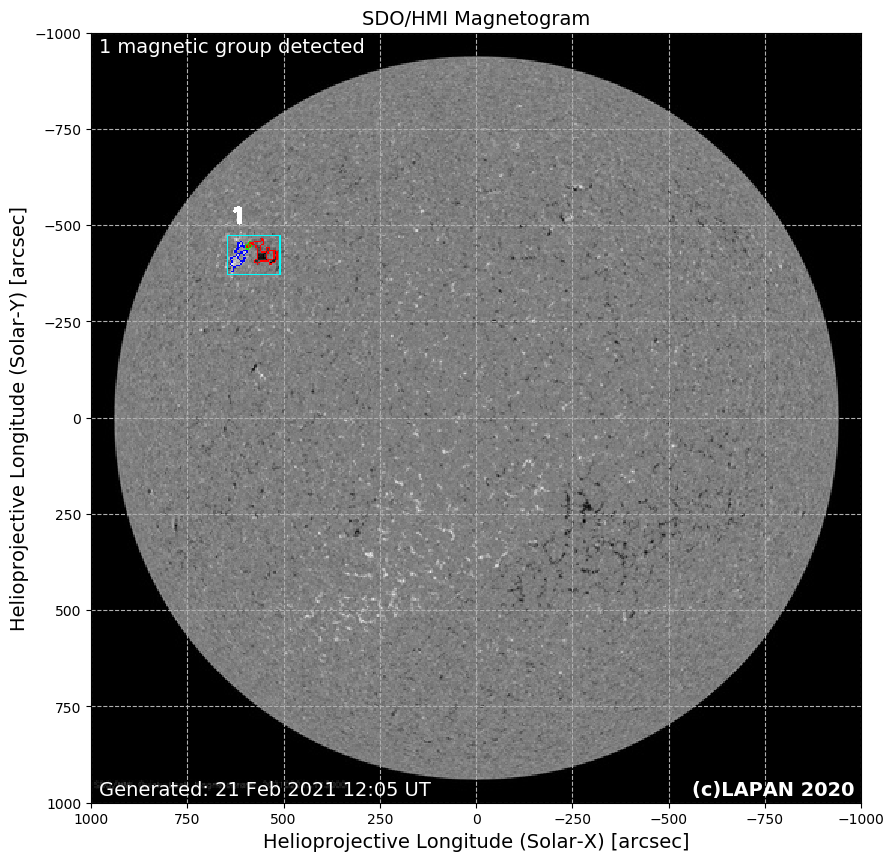 SDO/HMI Magnetogram
1 magnetic group detected
1
Helioprojective Longitude (Solar-Y) [arcsec]
−1000
−750
−500
−250
0
250
500
750
1000
Generated: 21 Feb 2021 12:05 UT
(c)LAPAN 2020
1000 750 500 250 0 −250 −500 −750 −1000
Helioprojective Longitude (Solar-X) [arcsec]